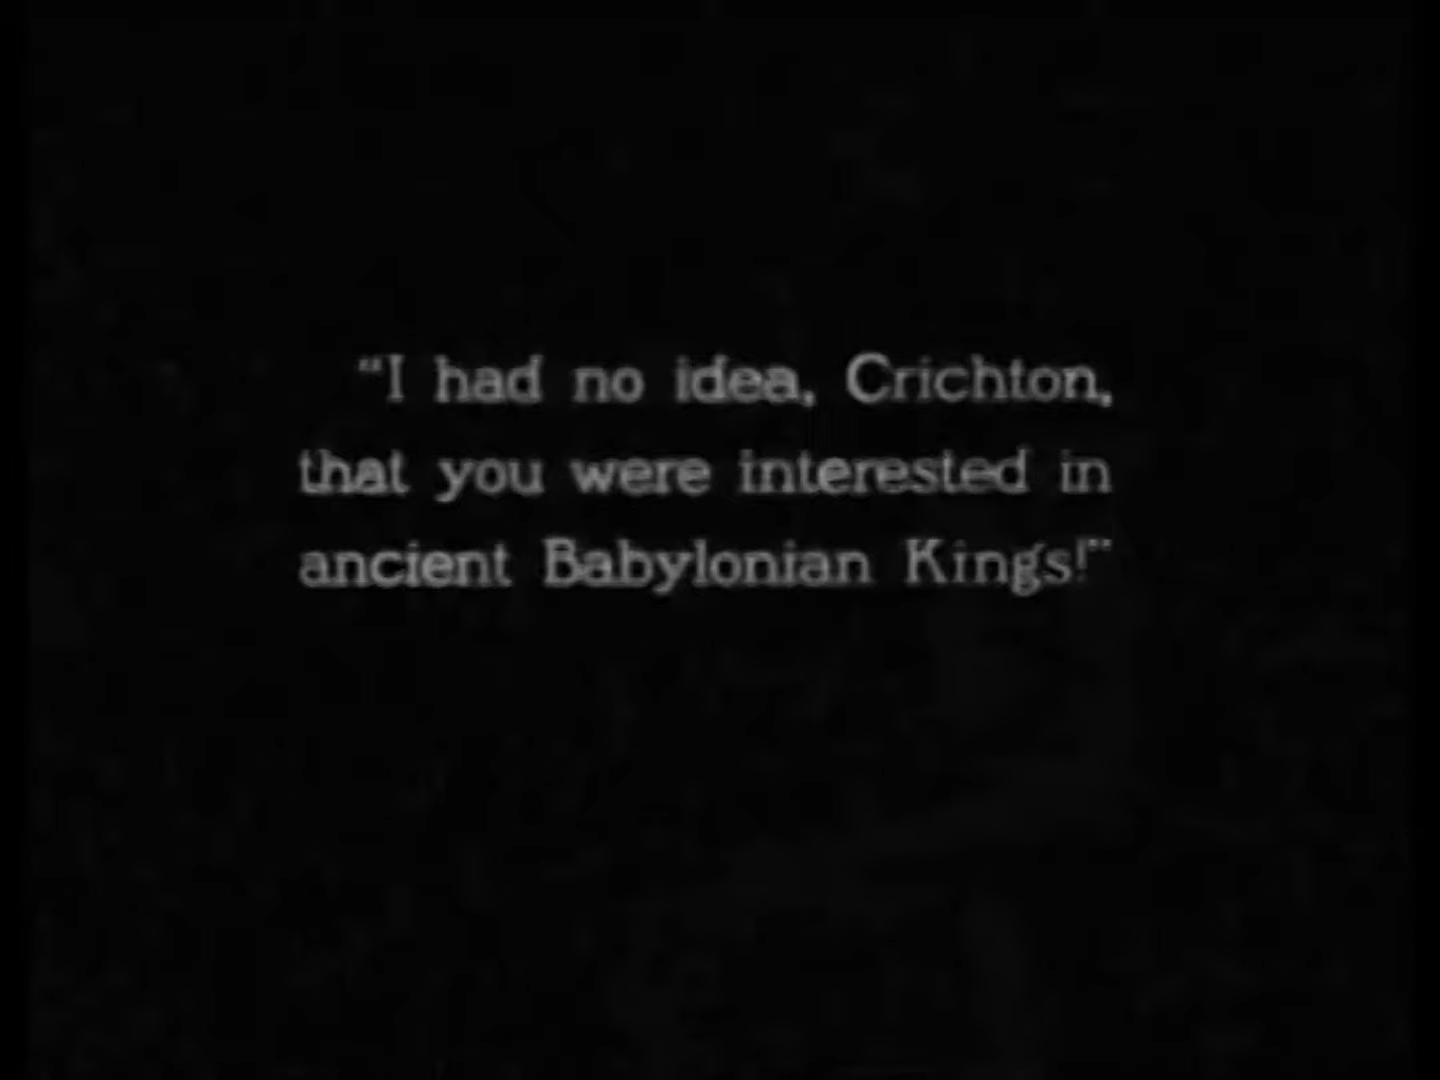 “I had no idea, Crichton,
that you were interested in
ancient Babylonian Kings!”